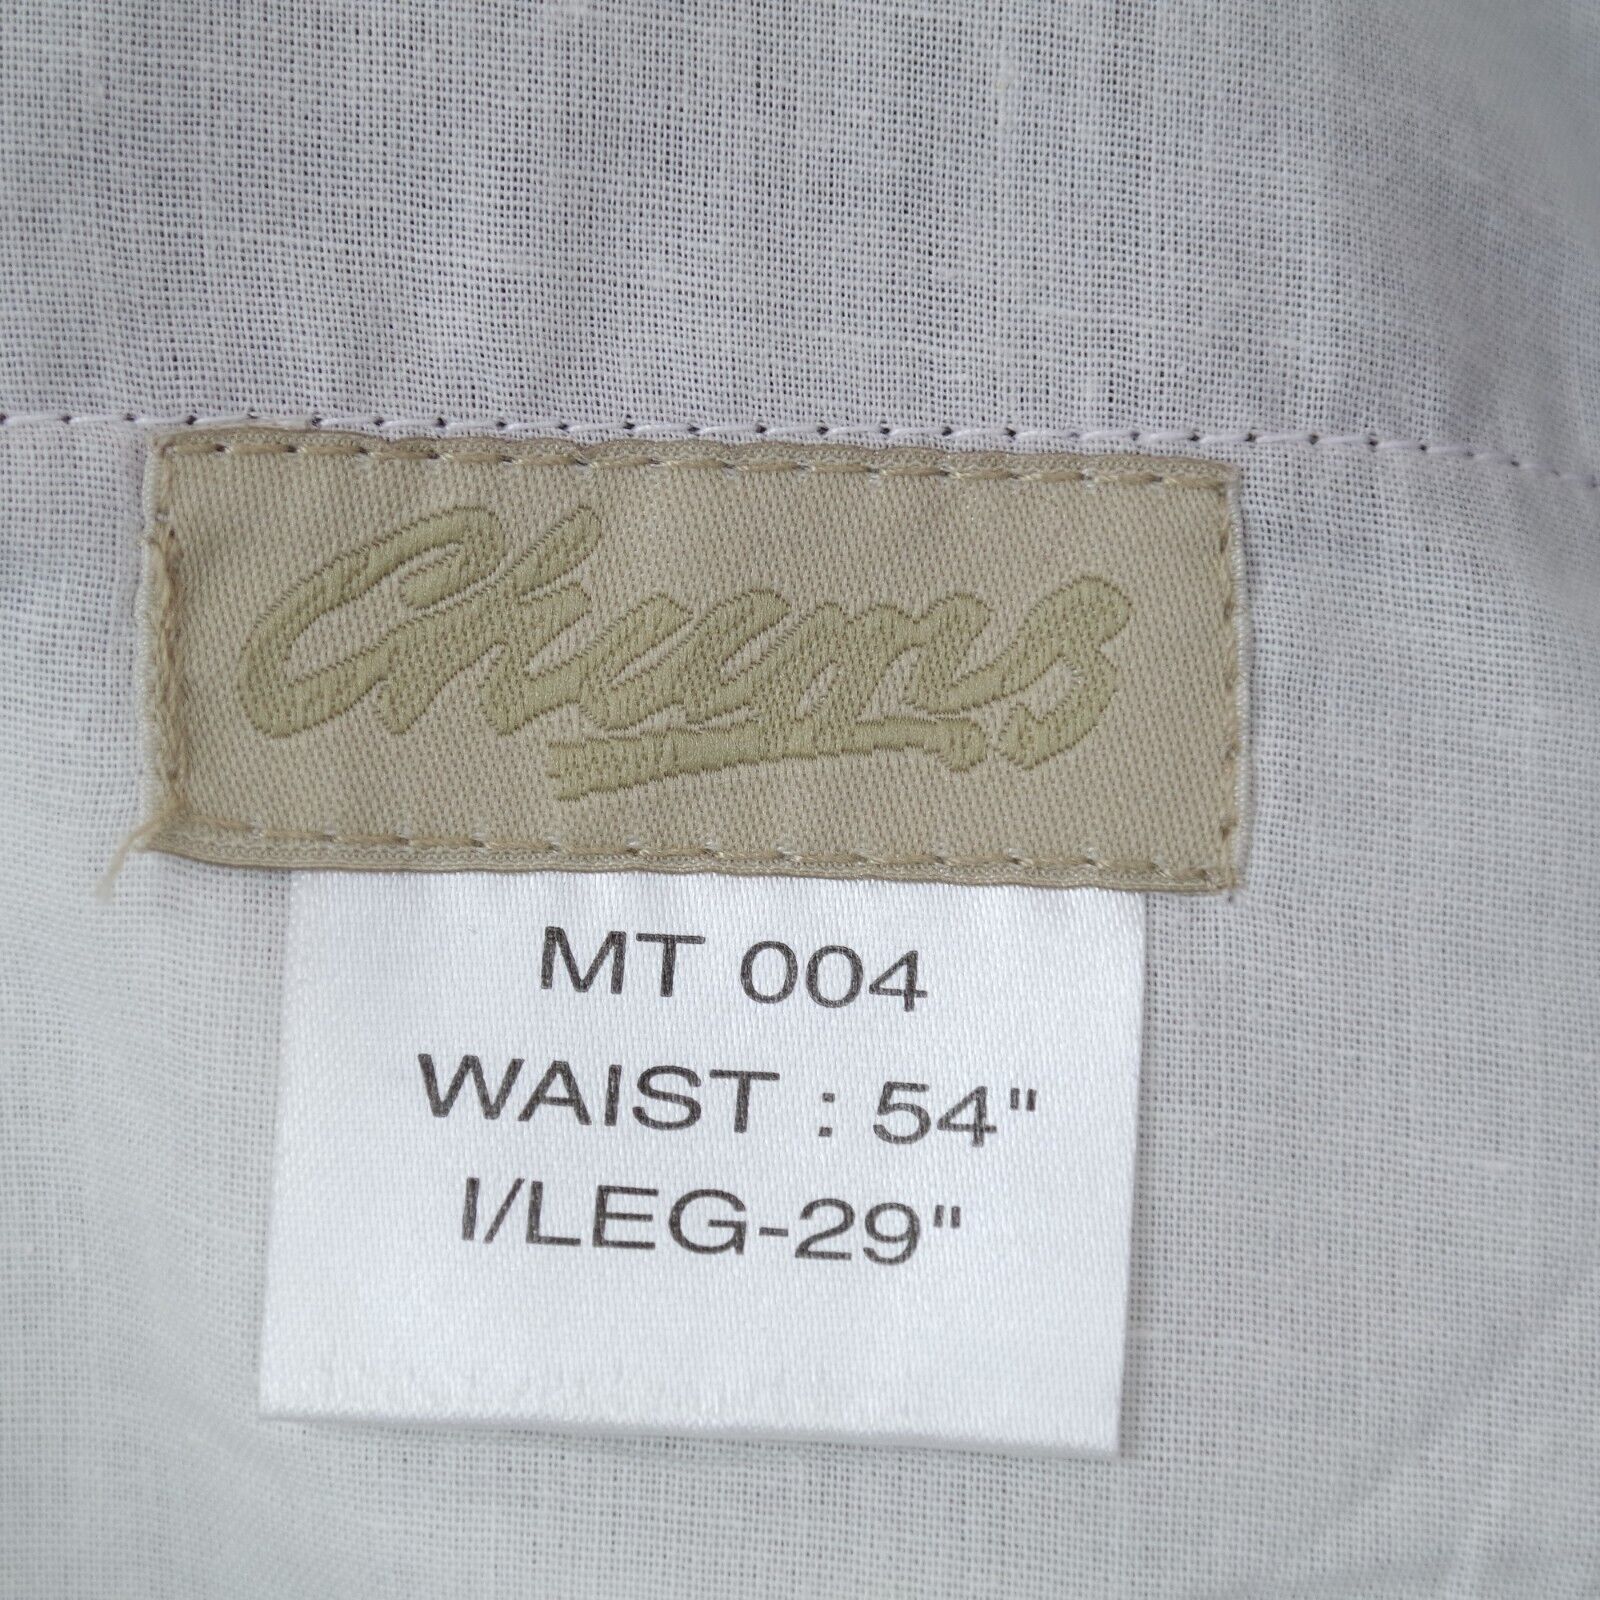 Chums
MT 004
WAIST : 54"
I/LEG-29"